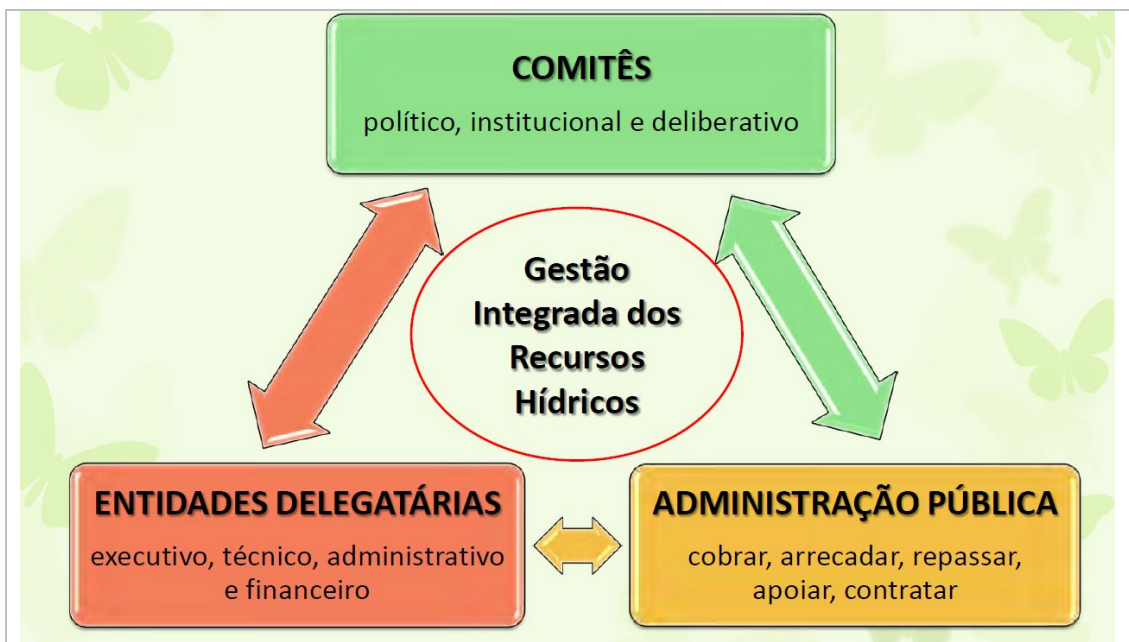 COMITÊS
político, institucional e deliberativo
Gestão
Integrada dos
Recursos
Hídricos
ENTIDADES DELEGATÁRIAS
executivo, técnico, administrativo
e financeiro
ADMINISTRAÇÃO PÚBLICA
cobrar, arrecadar, repassar,
apoiar, contratar